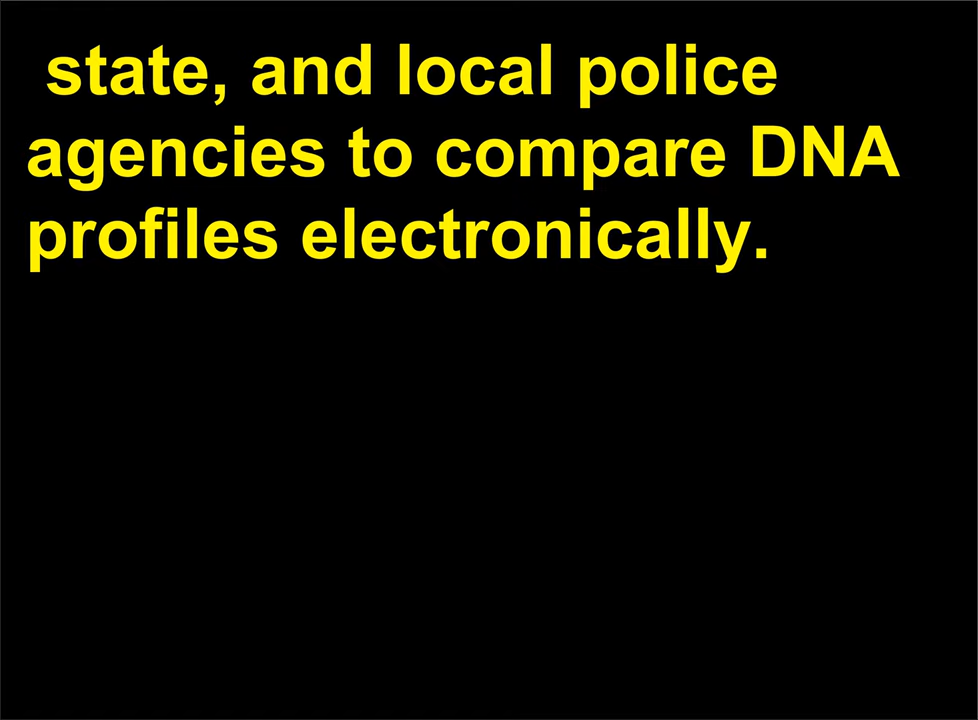 state, and local police
agencies to compare DNA
profiles electronically.